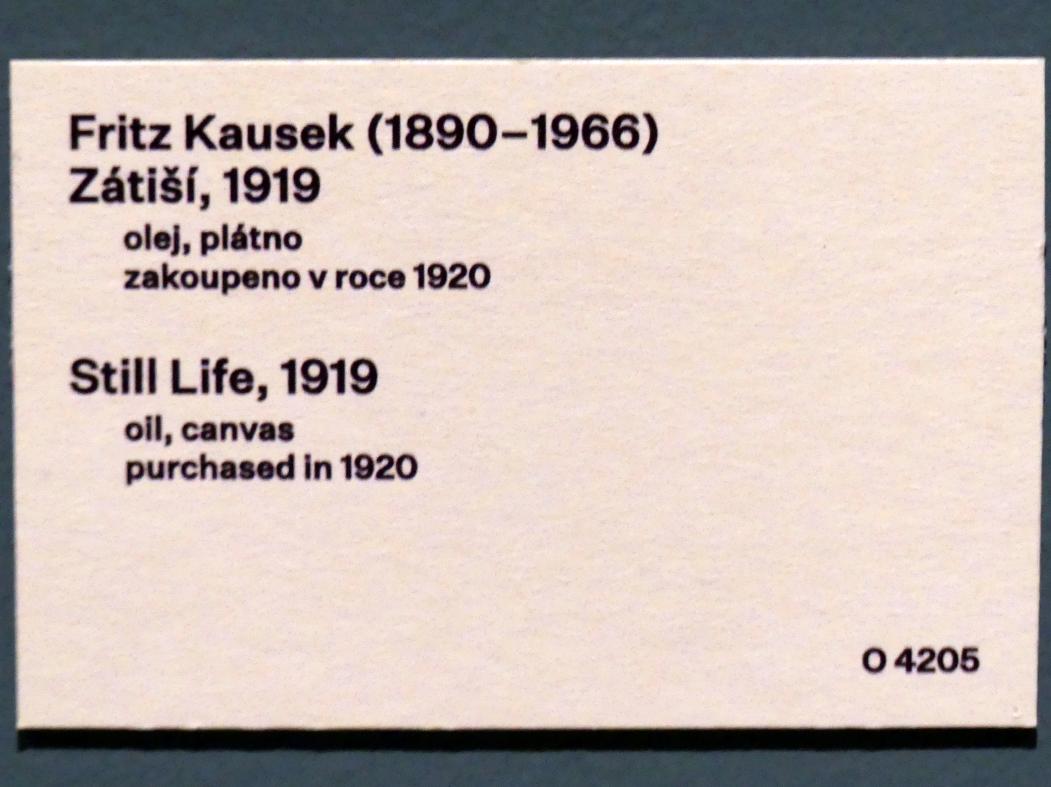 Fritz Kausek (1890–1966)
Zátiší, 1919
olej, plátno
zakoupeno v roce 1920
Still Life, 1919
oil, canvas
purchased in 1920
O 4205